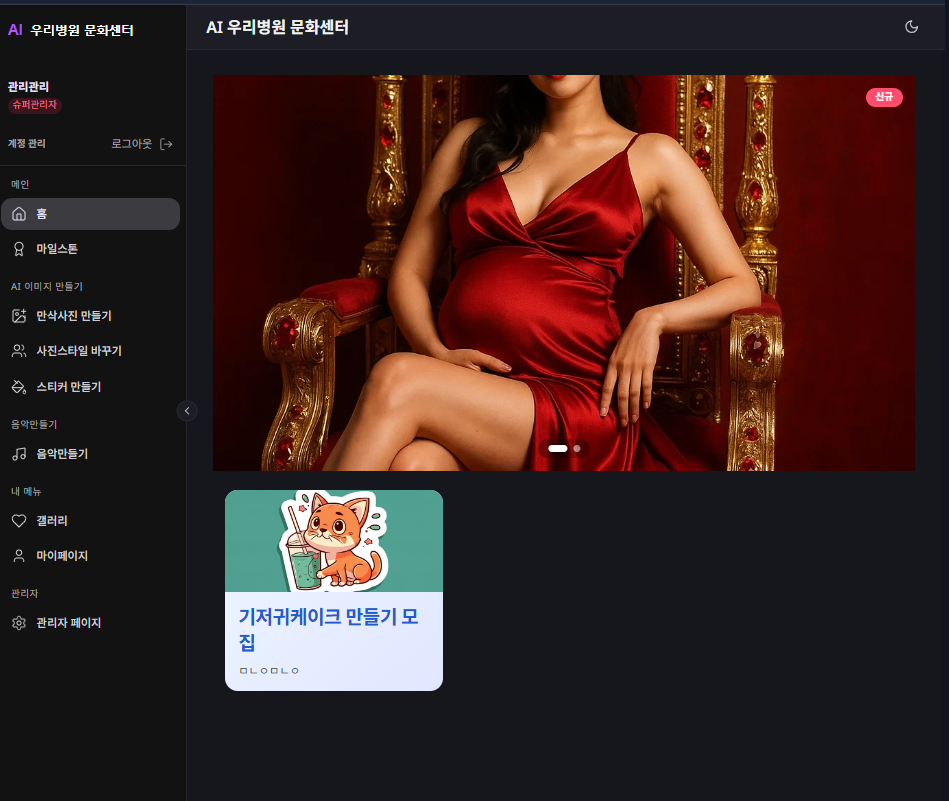 AI 우리병원 문화센터
관리관리
슈퍼관리자
계정 관리
로그아웃
메인
홈
마일스톤
AI 이미지 만들기
만삭사진 만들기
사진스타일 바꾸기
스티커 만들기
음악만들기
음악만들기
내 메뉴
갤러리
마이페이지
관리자
관리자 페이지
AI 우리병원 문화센터
신규
기저귀케이크 만들기 모
집
ㅁㄴㅇㅁㄴㅇ